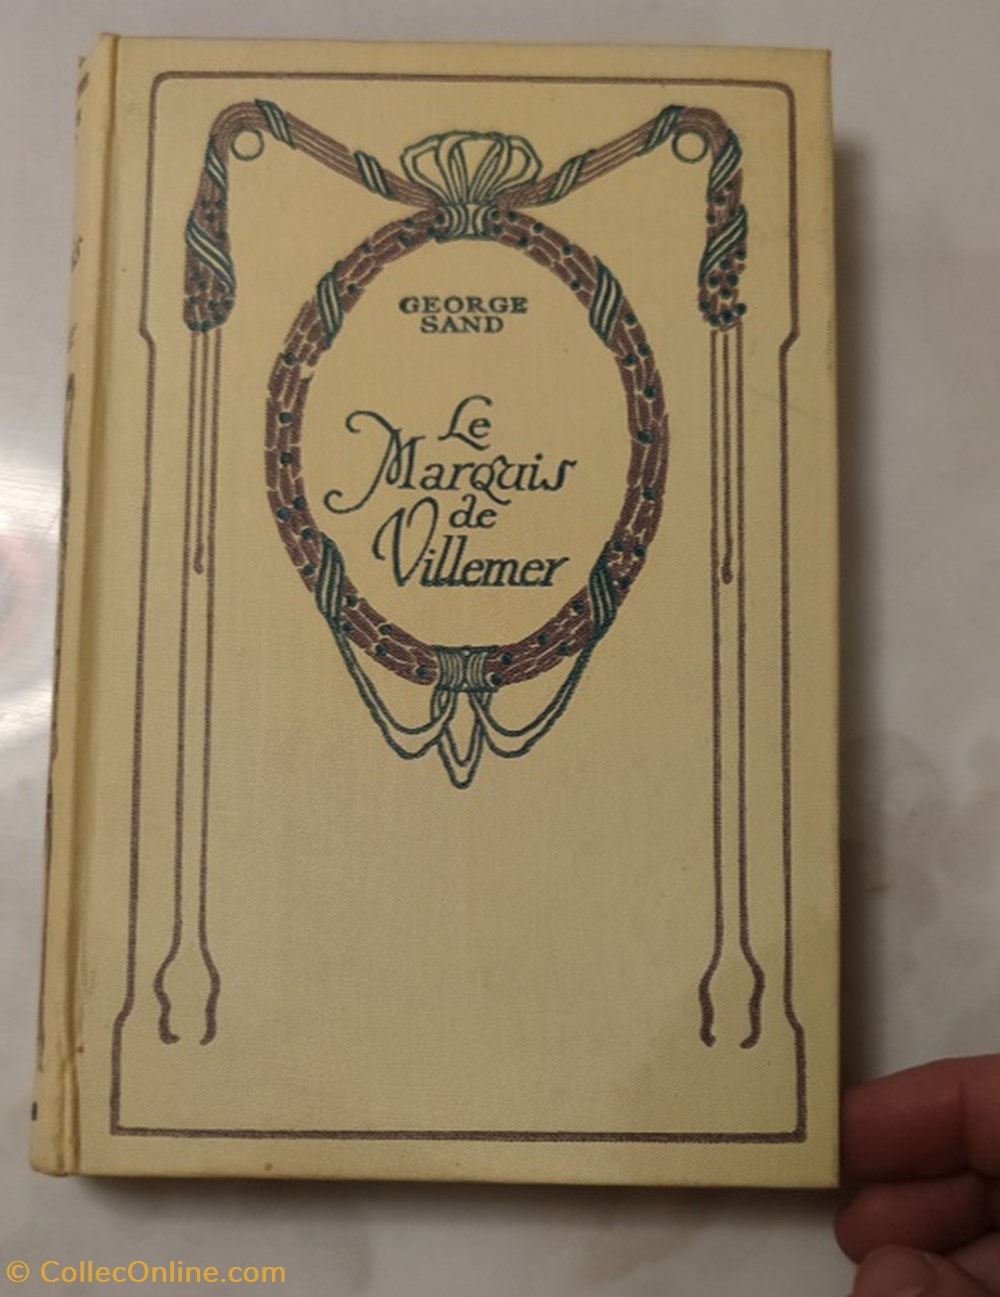 GEORGE
SAND
Le
Marquis
de
Villemer
© CollecOnline.com